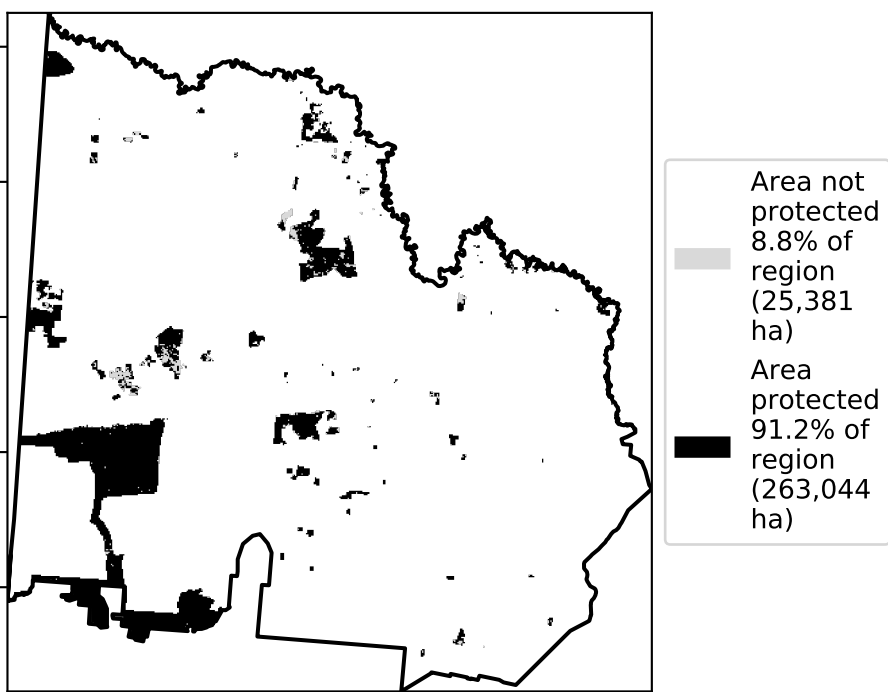 Area not
protected
8.8% of
region
(25,381
ha)
Area
protected
91.2% of
region
(263,044
ha)